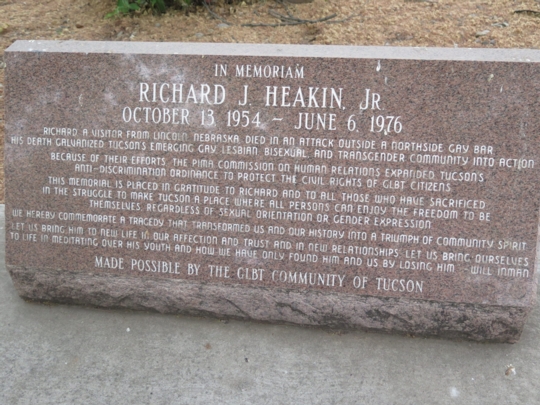 IN MEMORIAM
RICHARD J. HEAKIN, JR
OCTOBER 13 1954 ~ JUNE 6 1976
RICHARD A VISITOR FROM LINCOLN NEBRASKA DIED IN AN ATTACK OUTSIDE A NORTHSIDE GAY BAR
HIS DEATH GALVANIZED TUCSON'S EMERGING GAY, LESBIAN BISEXUAL AND TRANSGENDER COMMUNITY INTO ACTION
BECAUSE OF THEIR EFFORTS THE PIMA COMMISSION ON HUMAN RELATIONS EXPANDED TUCSON'S
ANTI-DISCRIMINATION ORDINANCE TO PROTECT THE CIVIL RIGHTS OF GLBT CITIZENS
THIS MEMORIAL IS PLACED IN GRATITUDE TO RICHARD AND TO ALL THOSE WHO HAVE SACRIFICED
IN THE STRUGGLE TO MAKE TUCSON A PLACE WHERE ALL PERSONS CAN ENJOY THE FREEDOM TO BE
THEMSELVES REGARDLESS OF SEXUAL ORIENTATION OR GENDER EXPRESSION
WE HEREBY COMMEMORATE A TRAGEDY THAT TRANSFORMED US AND OUR HISTORY INTO A TRIUMPH OF COMMUNITY SPIRIT
LET US BRING HIM TO NEW LIFE IN OUR AFFECTION AND TRUST AND IN NEW RELATIONSHIPS LET US BRING OURSELVES
TO LIFE IN MEDITATING OVER HIS YOUTH AND HOW WE HAVE ONLY FOUND HIM AND US BY LOSING HIM --WILL INMAN
MADE POSSIBLE BY THE GLBT COMMUNITY OF TUCSON